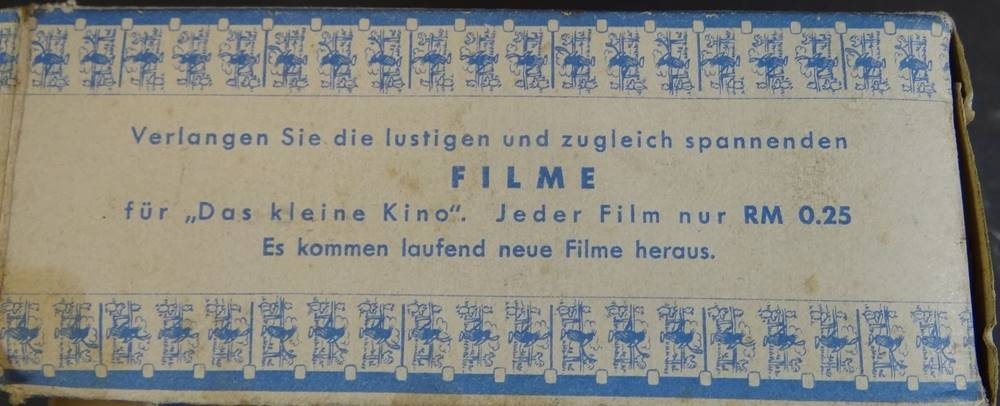 Verlangen Sie die lustigen und zugleich spannenden
FILME
für „Das kleine Kino“. Jeder Film nur RM 0.25
Es kommen laufend neue Filme heraus.